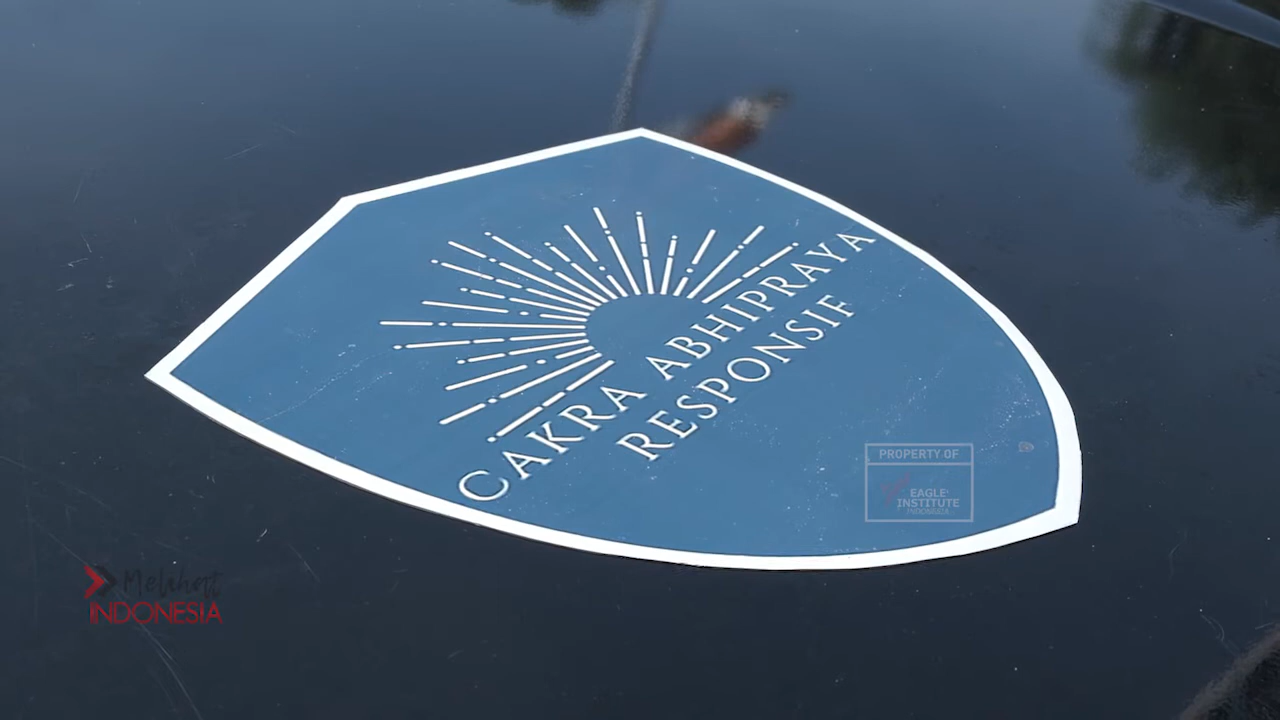 CAKRA ABHIPRAYA
RESPONSIF
PROPERTY OF
EAGLE
INSTITUTE
INDONESIA
Melihat
INDONESIA